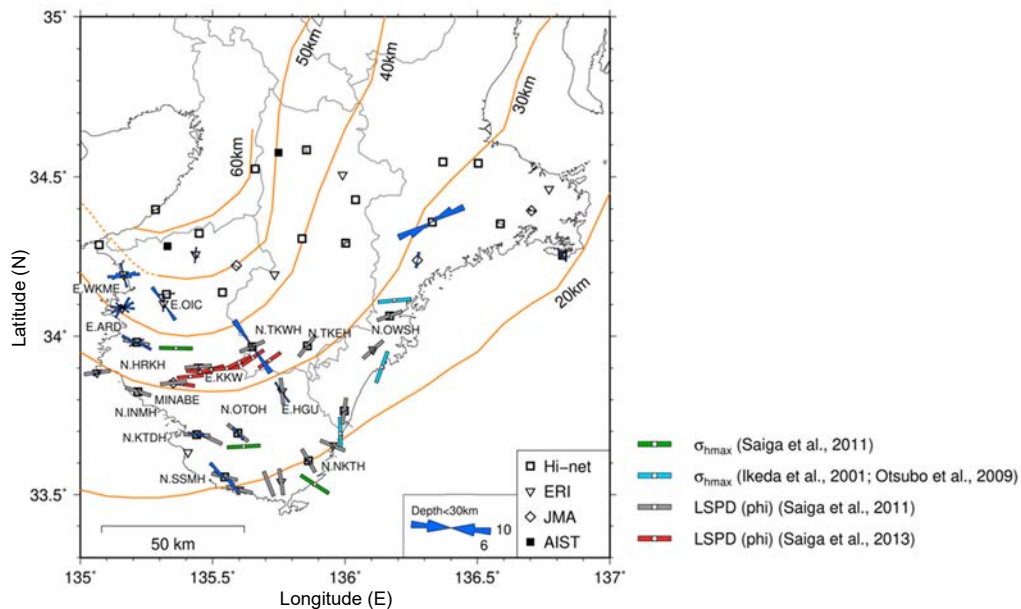 35˚
34.5˚
34˚
33.5˚
Latitude (N)
135˚
135.5˚
136˚
136.5˚
137˚
Longitude (E)
50km
40km
30km
60km
20km
E.WKME
E.OIC
E.ARD
N.TKWH
N.TKEH
N.OWSH
N.HRKH
E.KKW
MINABE
N.INMH
N.OTOH
E.HGU
N.KTDH
N.NKTH
N.SSMH
50 km
Depth<30km
10
6
Hi−net
ERI
JMA
AIST
σhmax (Saiga et al., 2011)
σhmax (Ikeda et al., 2001; Otsubo et al., 2009)
LSPD (phi) (Saiga et al., 2011)
LSPD (phi) (Saiga et al., 2013)